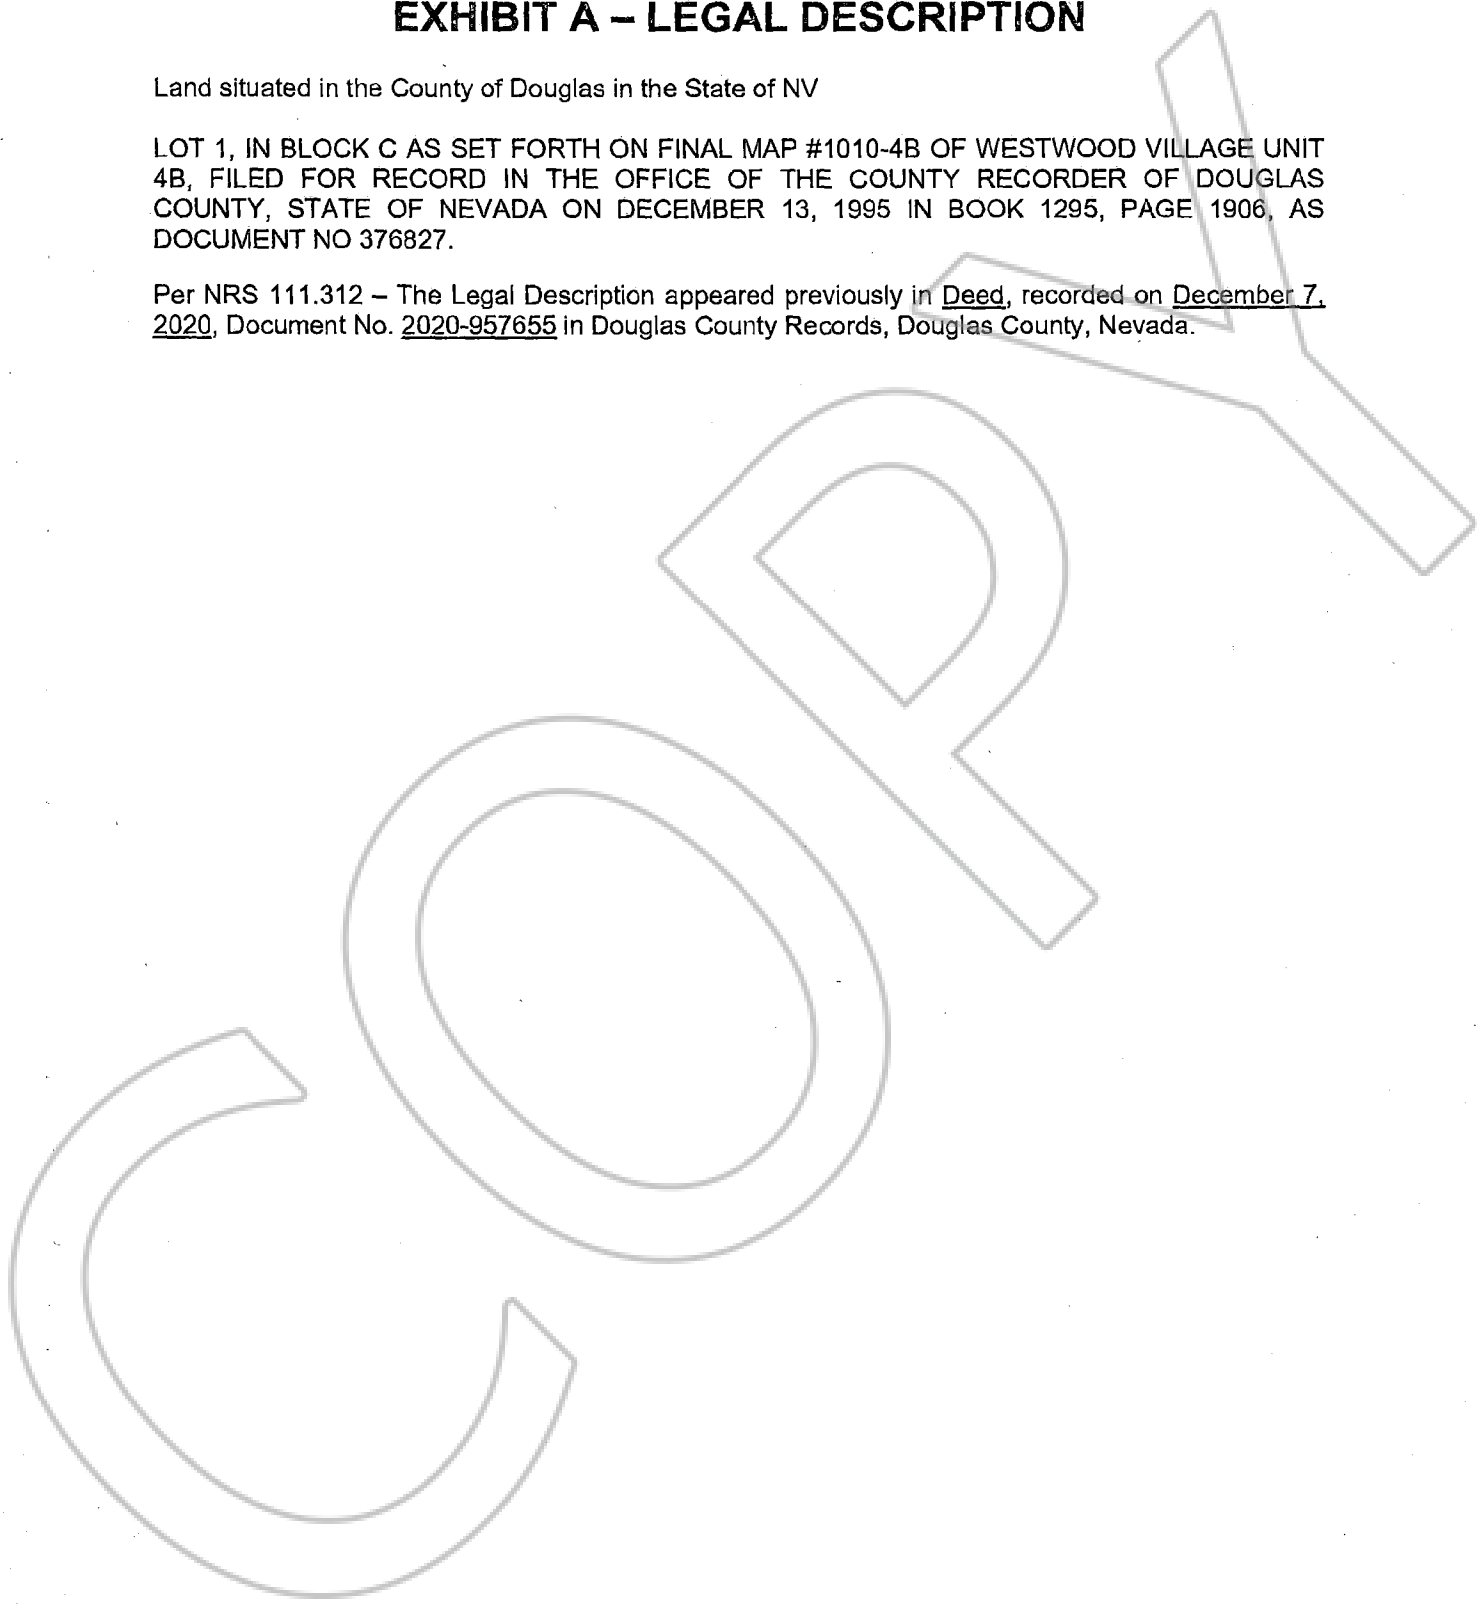 EXHIBIT A – LEGAL DESCRIPTION
Land situated in the County of Douglas in the State of NV
LOT 1, IN BLOCK C AS SET FORTH ON FINAL MAP #1010-4B OF WESTWOOD VILLAGE UNIT
4B, FILED FOR RECORD IN THE OFFICE OF THE COUNTY RECORDER OF DOUGLAS
COUNTY, STATE OF NEVADA ON DECEMBER 13, 1995 IN BOOK 1295, PAGE 1906, AS
DOCUMENT NO 376827.
Per NRS 111.312 – The Legal Description appeared previously in Deed, recorded on December 7,
2020, Document No. 2020-957655 in Douglas County Records, Douglas County, Nevada.
COPY